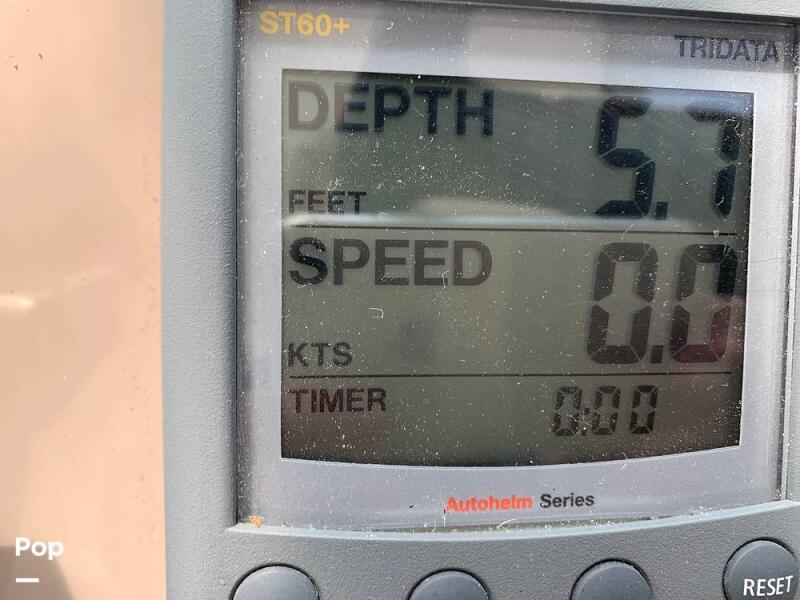 ST60+
TRIDATA
DEPTH 5.7
FEET
SPEED 0.0
KTS
TIMER 0:00
Autohelm Series
RESET
Pop